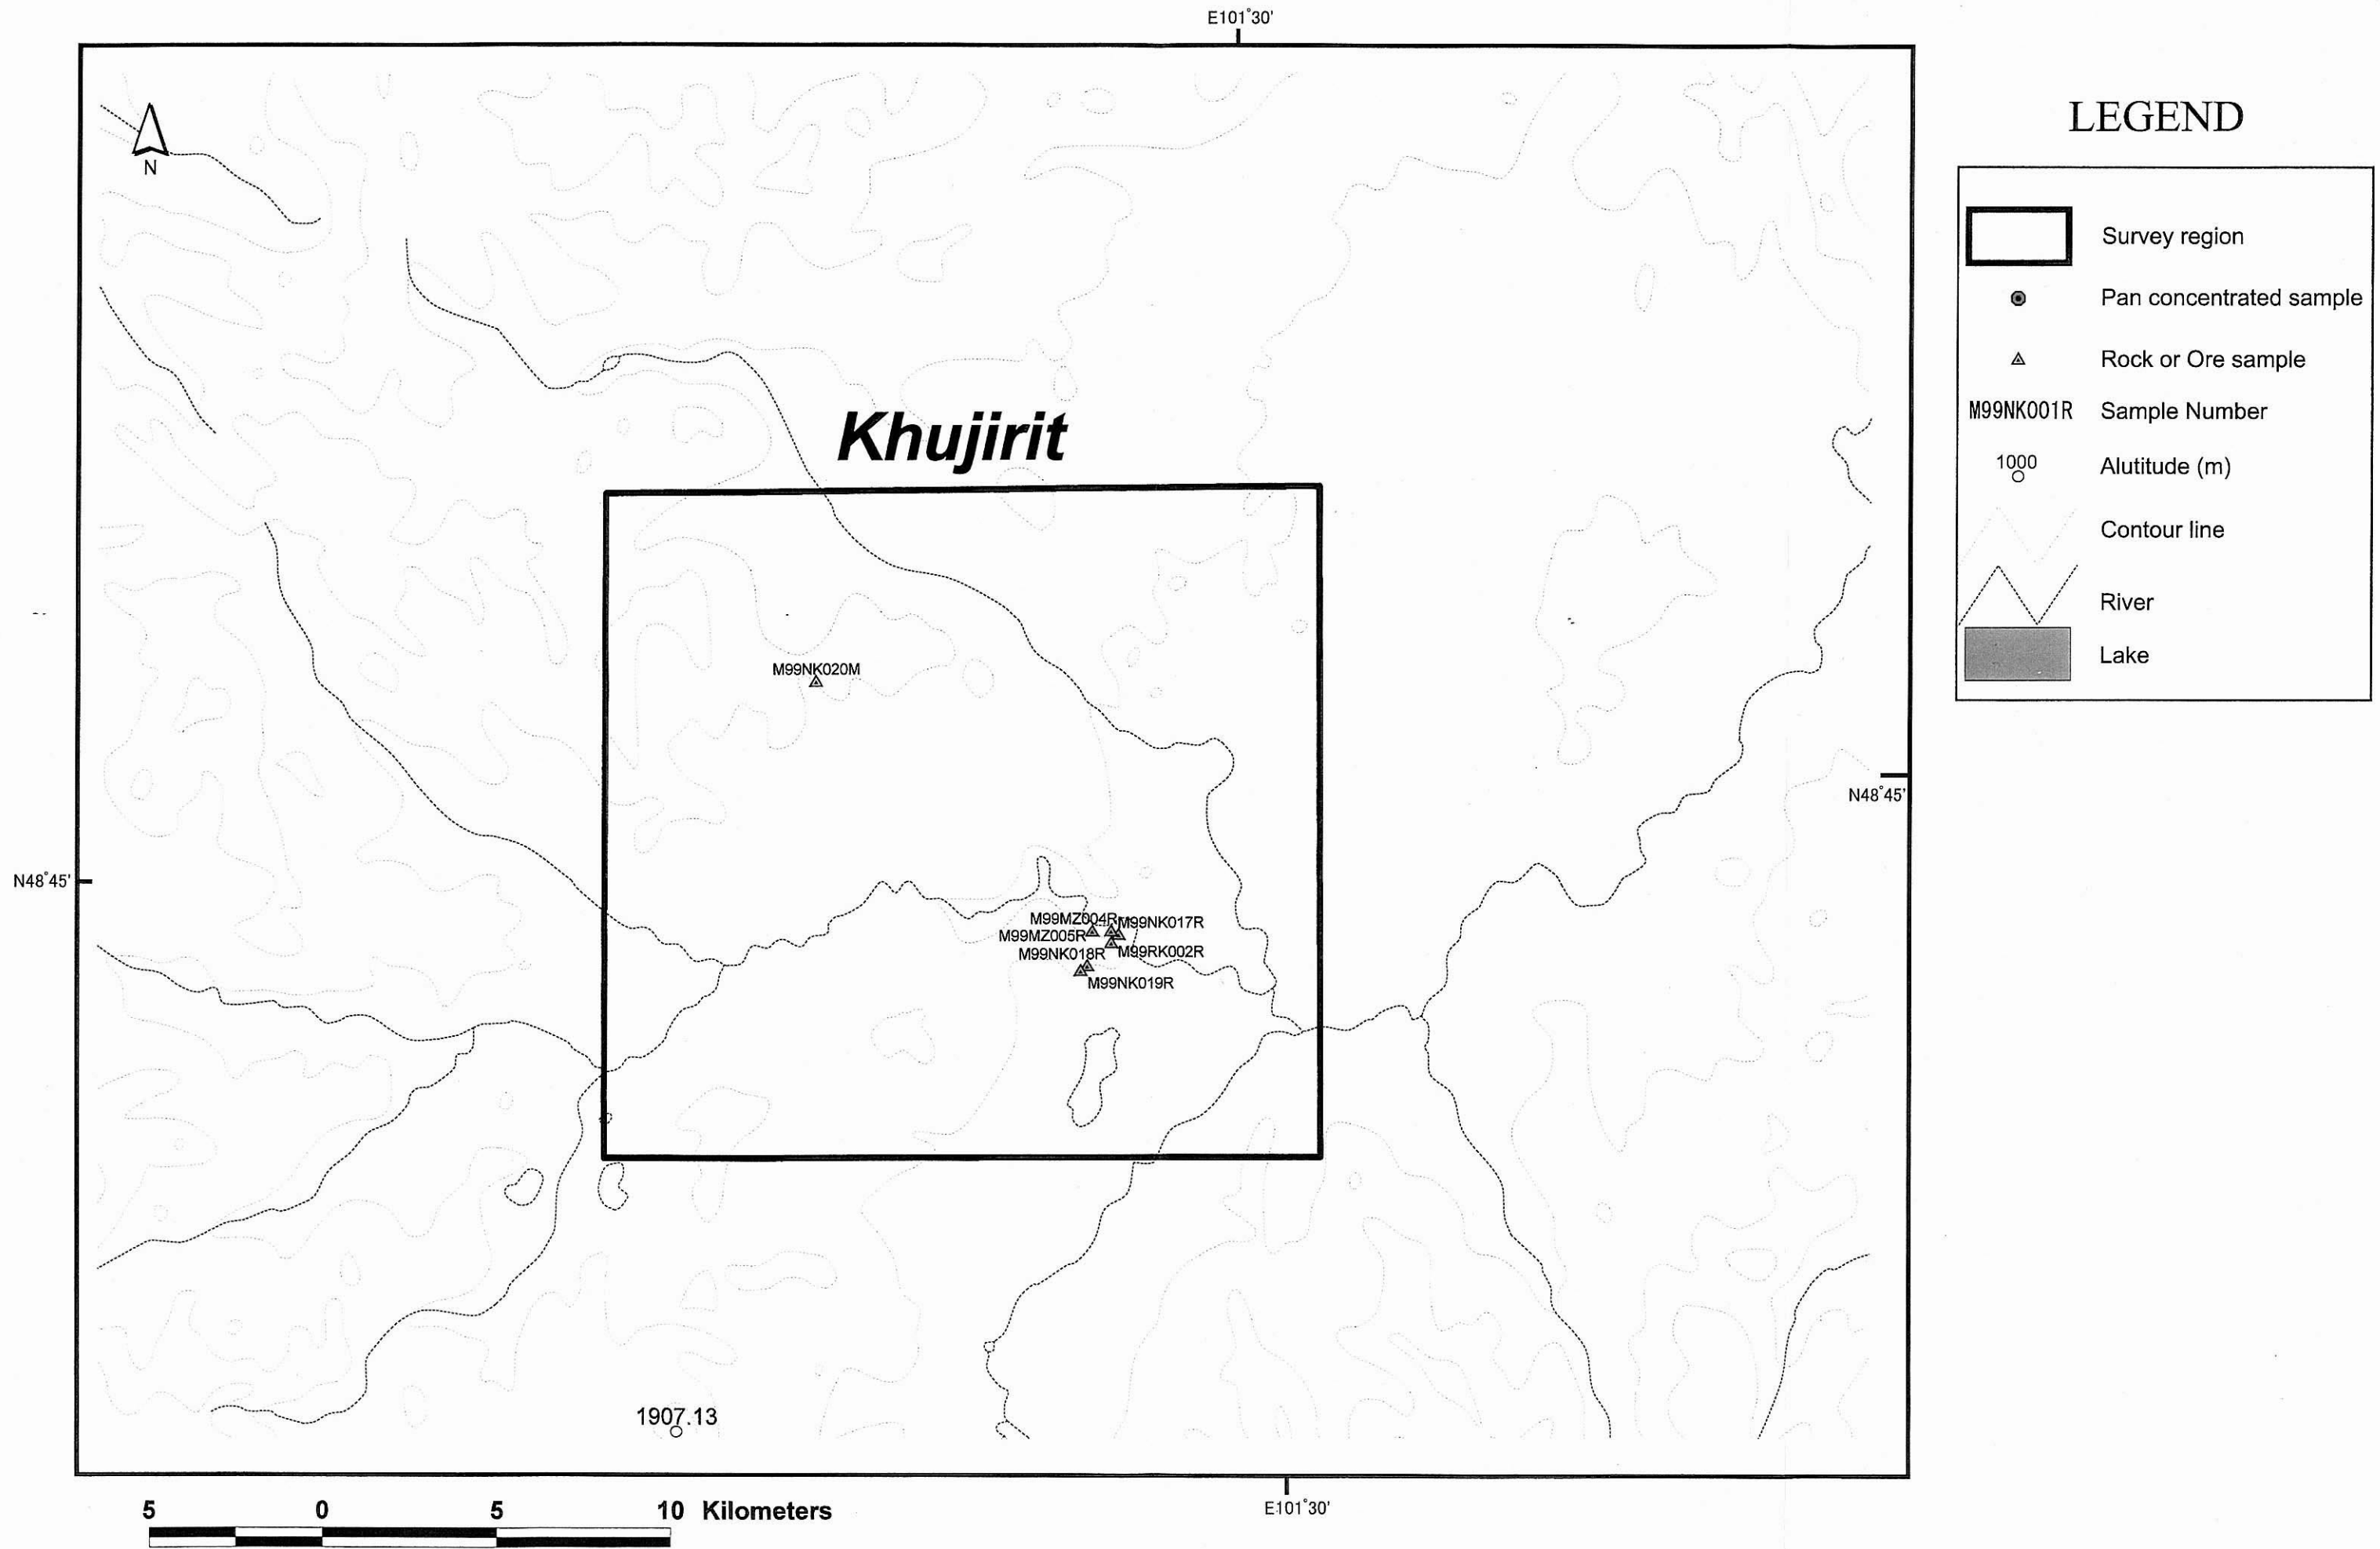 E101°30'
N
LEGEND
Survey region
Pan concentrated sample
Rock or Ore sample
M99NK001R Sample Number
1000
Alutitude (m)
Contour line
River
Lake
Khujirit
M99NK020M
N48°45'
N48°45'
M99MZ004R
M99NK017R
M99MZ005R
M99RK002R
M99NK018R
M99NK019R
1907.13
E101°30'
5 0 5 10 Kilometers